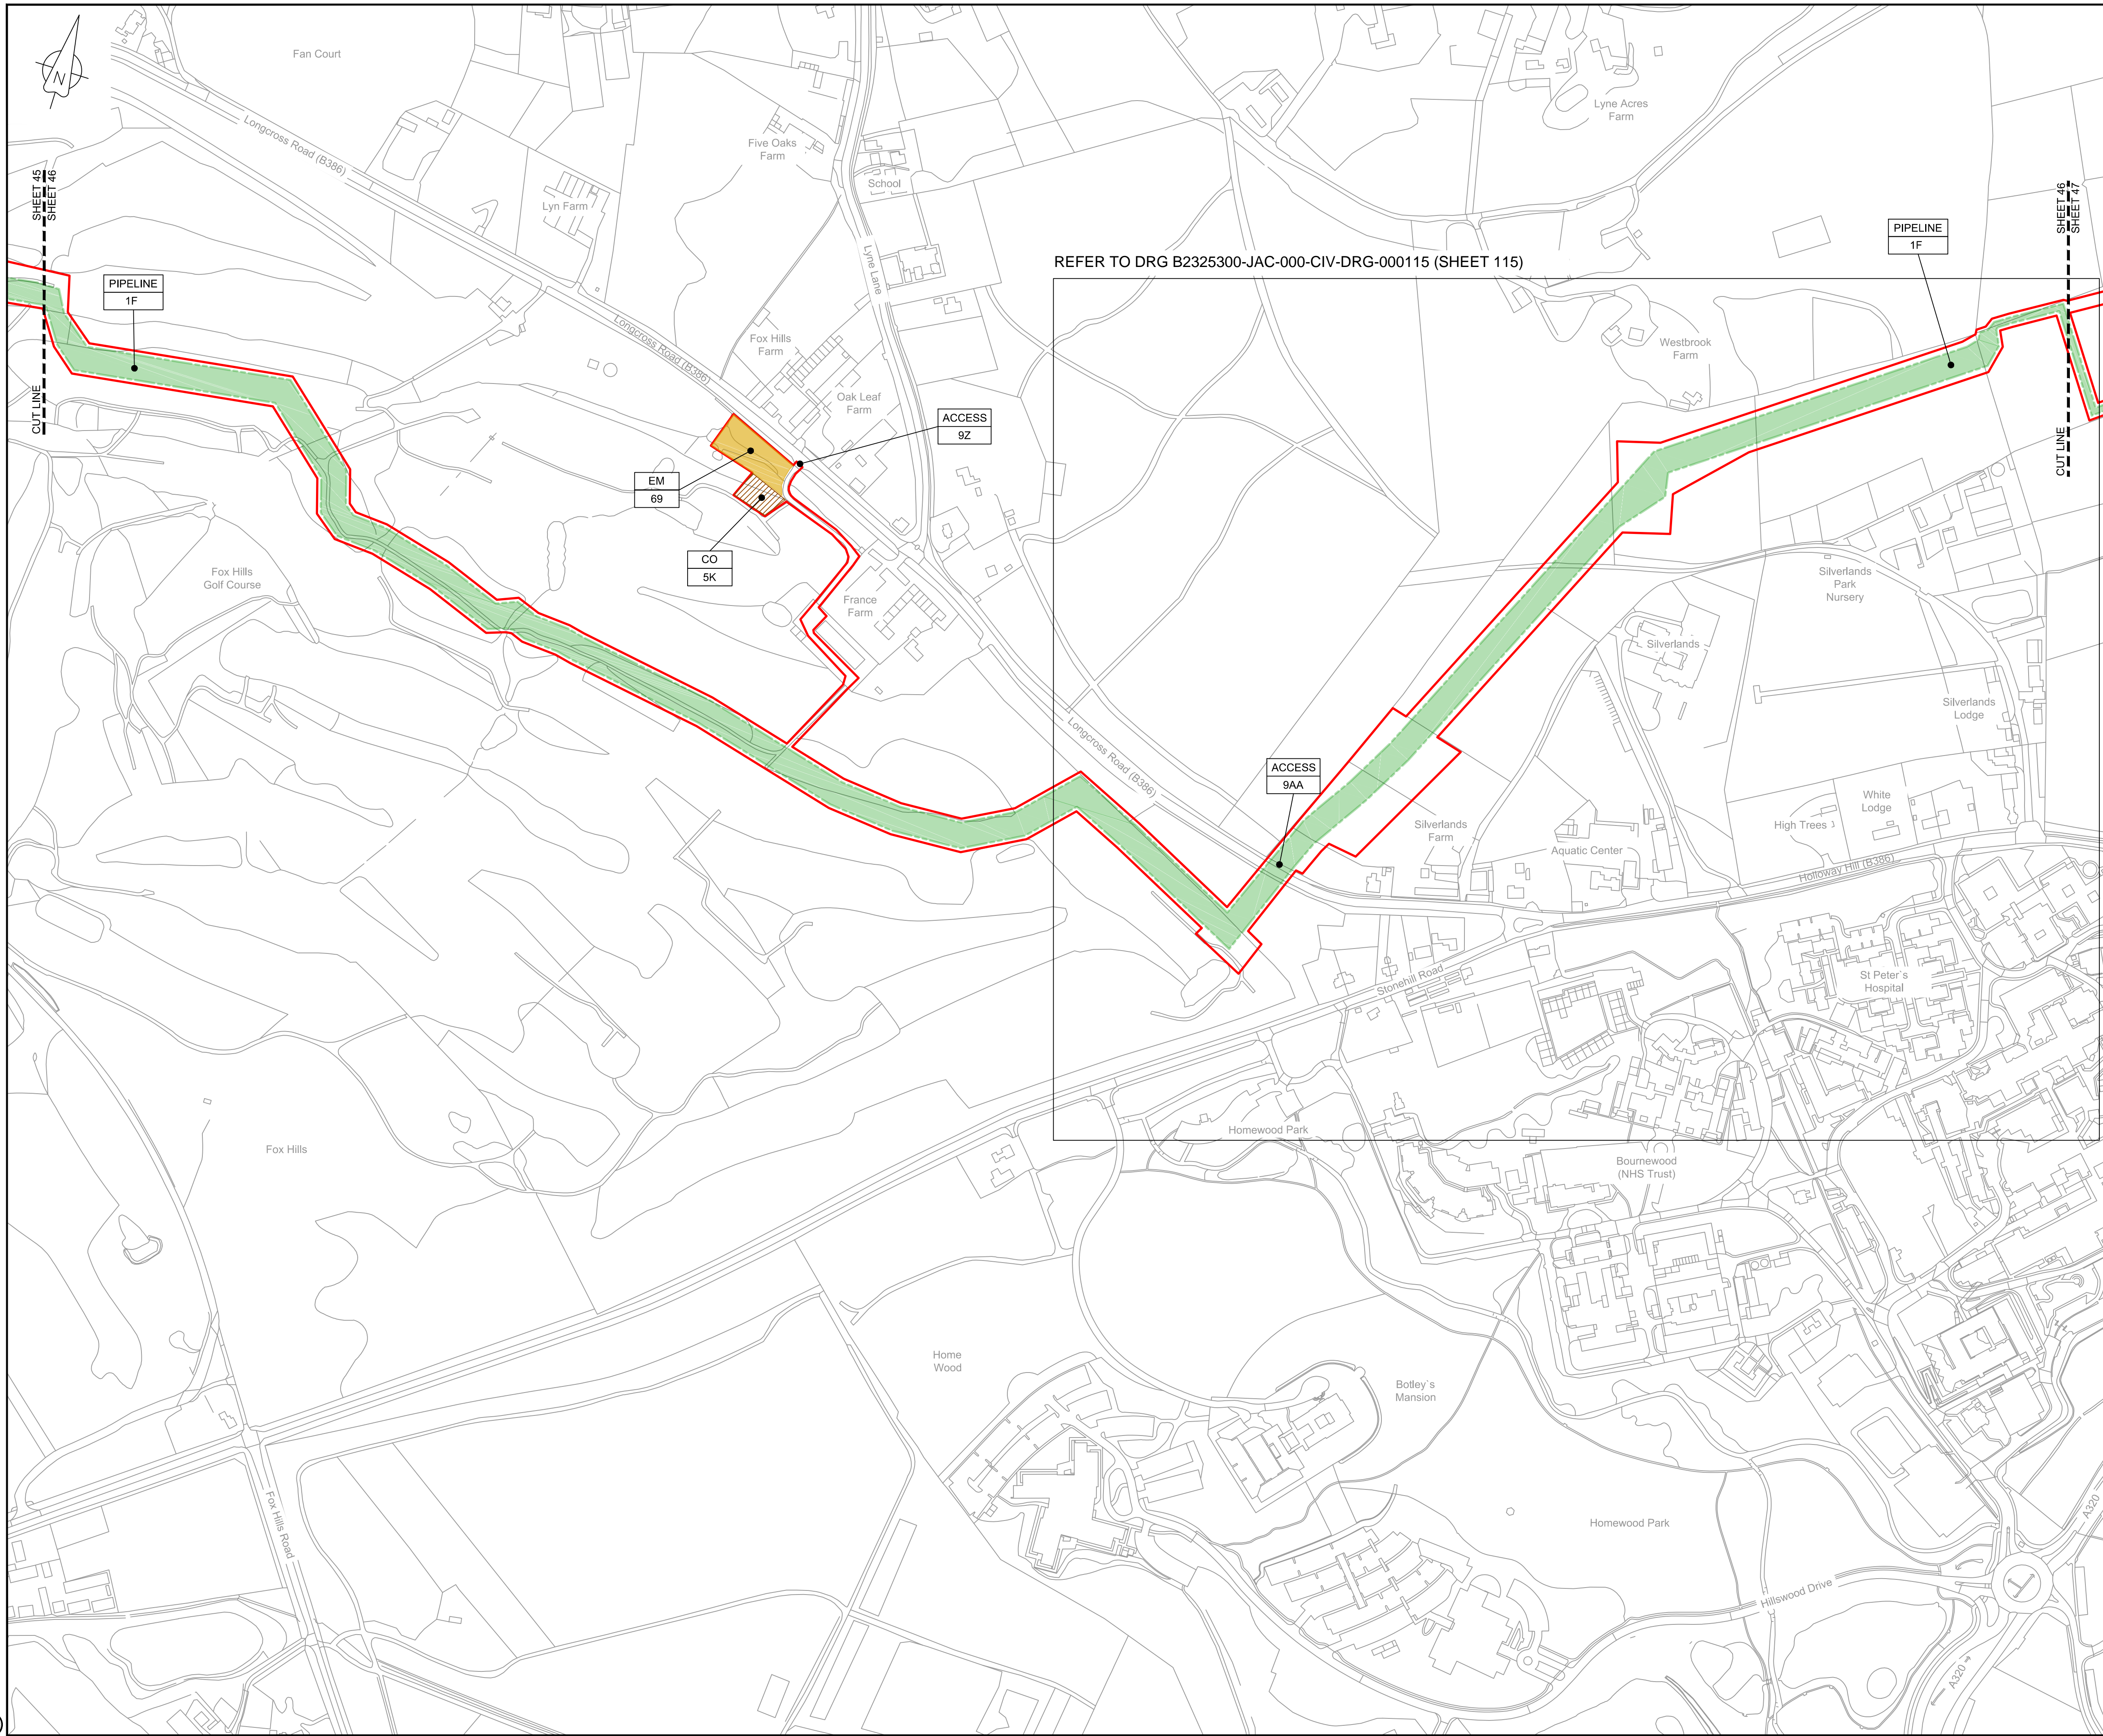 N
Fan Court
Longcross Road (B386)
Lyne Acres
Farm
Five Oaks
Farm
School
Lyn Farm
SHEET 45
SHEET 46
CUT LINE
SHEET 46
SHEET 47
CUT LINE
Lyne Lane
PIPELINE
1F
REFER TO DRG B2325300-JAC-000-CIV-DRG-000115 (SHEET 115)
PIPELINE
1F
Longcross Road (B386)
Fox Hills
Farm
Westbrook
Farm
Oak Leaf
Farm
ACCESS
9Z
EM
69
CO
5K
Fox Hills
Golf Course
France
Farm
Silverlands
Park
Nursery
Silverlands
Silverlands
Lodge
Longcross Road (B386)
ACCESS
9AA
White
Lodge
High Trees
Silverlands
Farm
Aquatic Center
Holloway Hill (B386)
Stonehill Road
St Peter`s
Hospital
Homewood Park
Fox Hills
Bournewood
(NHS Trust)
Home
Wood
Botley`s
Mansion
Fox Hills Road
Homewood Park
A320
Hillswood Drive
A320